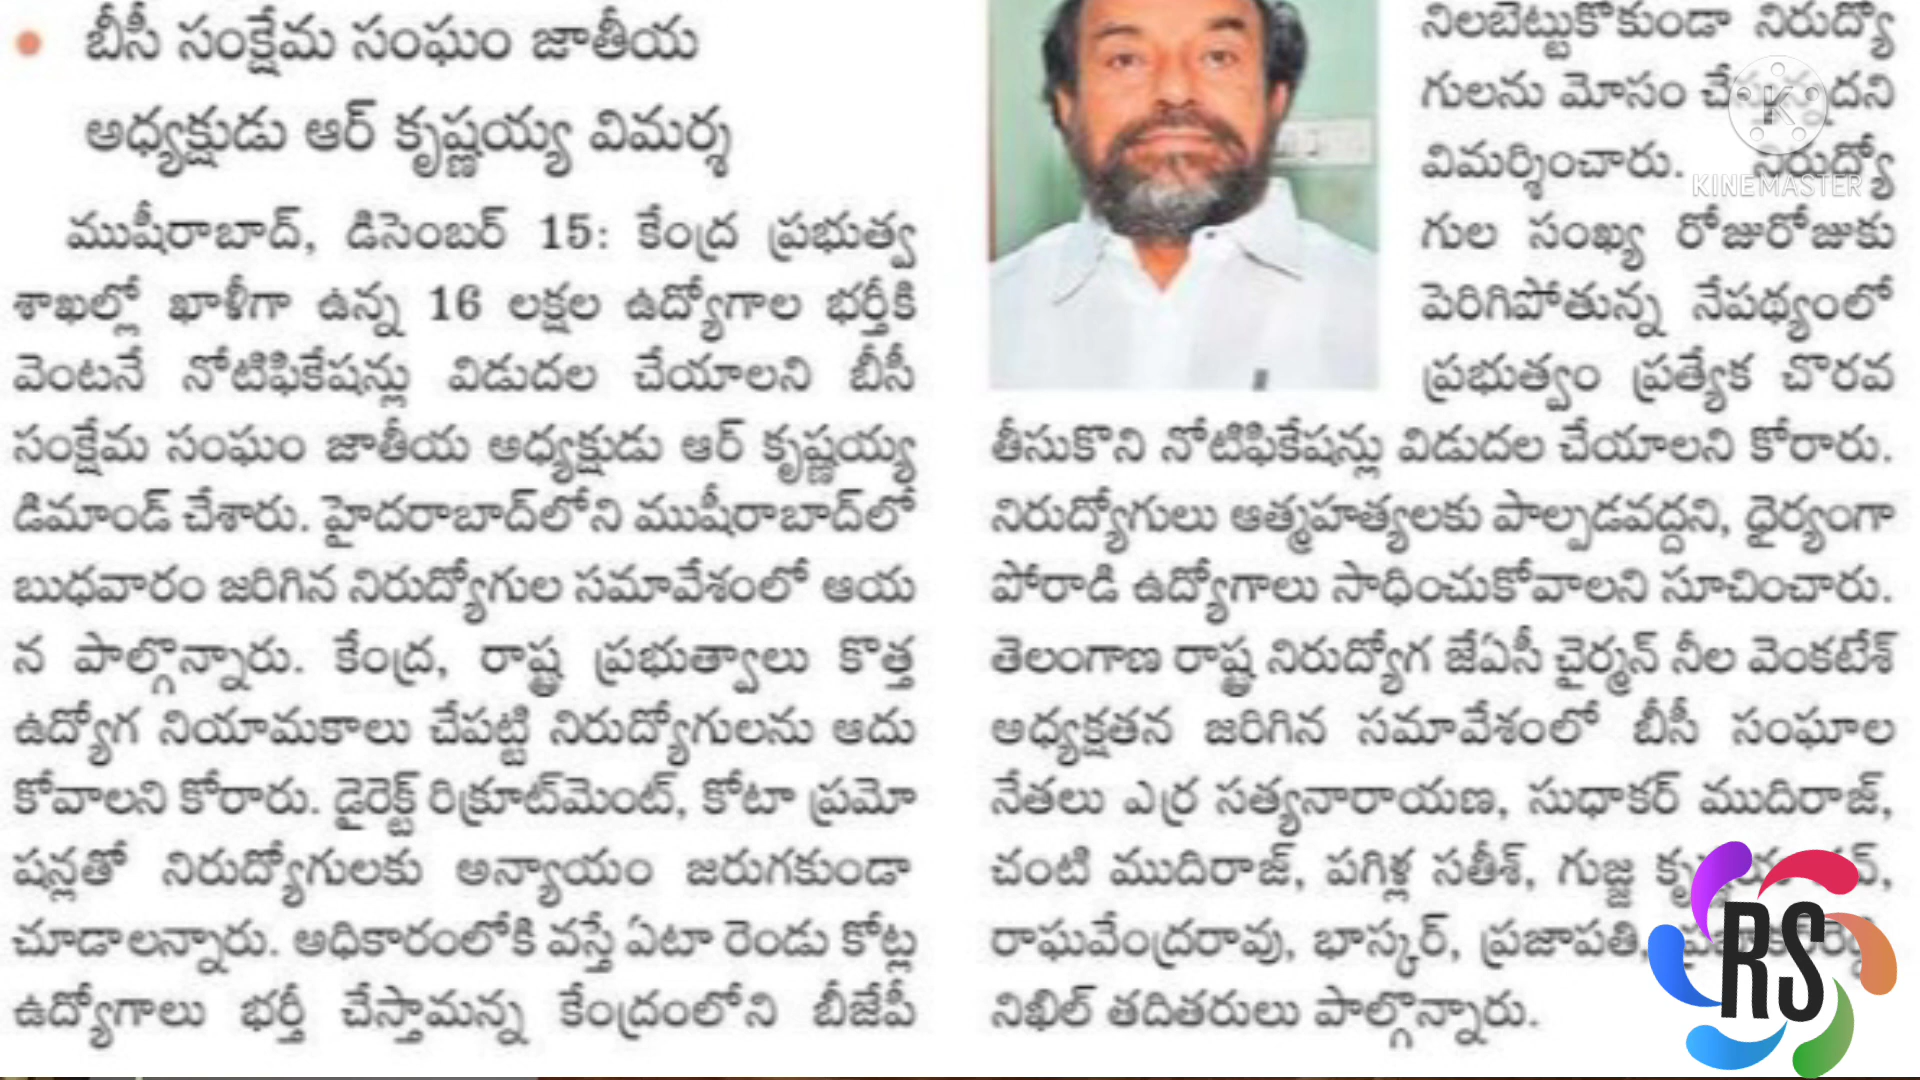 బీసీ సంక్షేమ సంఘం జాతీయ
అధ్యక్షుడు ఆర్ కృష్ణయ్య విమర్శ
ముషీరాబాద్, డిసెంబర్ 15: కేంద్ర ప్రభుత్వ
శాఖల్లో ఖాళీగా ఉన్న 16 లక్షల ఉద్యోగాల భర్తీకి
వెంటనే నోటిఫికేషన్లు విడుదల చేయాలని బీసీ
సంక్షేమ సంఘం జాతీయ అధ్యక్షుడు ఆర్ కృష్ణయ్య
డిమాండ్ చేశారు. హైదరాబాద్‌లోని ముషీరాబాద్‌లో
బుధవారం జరిగిన నిరుద్యోగుల సమావేశంలో ఆయ
న పాల్గొన్నారు. కేంద్ర, రాష్ట్ర ప్రభుత్వాలు కొత్త
ఉద్యోగ నియామకాలు చేపట్టి నిరుద్యోగులను ఆదు
కోవాలని కోరారు. డైరెక్ట్ రిక్రూట్‌మెంట్, కోటా ప్రమో
షన్లతో నిరుద్యోగులకు అన్యాయం జరుగకుండా
చూడాలన్నారు. అధికారంలోకి వస్తే ఏటా రెండు కోట్ల
ఉద్యోగాలు భర్తీ చేస్తామన్న కేంద్రంలోని బీజేపీ
నిలబెట్టుకోకుండా నిరుద్యో
గులను మోసం చేస్తున్నదని
విమర్శించారు. నిరుద్యో
గుల సంఖ్య రోజురోజుకు
పెరిగిపోతున్న నేపథ్యంలో
ప్రభుత్వం ప్రత్యేక చొరవ
తీసుకొని నోటిఫికేషన్లు విడుదల చేయాలని కోరారు.
నిరుద్యోగులు ఆత్మహత్యలకు పాల్పడవద్దని, ధైర్యంగా
పోరాడి ఉద్యోగాలు సాధించుకోవాలని సూచించారు.
తెలంగాణ రాష్ట్ర నిరుద్యోగ జేఏసీ చైర్మన్ నీల వెంకటేశ్
అధ్యక్షతన జరిగిన సమావేశంలో బీసీ సంఘాల
నేతలు ఎర్ర సత్యనారాయణ, సుధాకర్ ముదిరాజ్,
చంటి ముదిరాజ్, పగిళ్ల సతీశ్, గుజ్జ
రాఘవేంద్రరావు, భాస్కర్, ప్రజాపతి,
నిఖిల్ తదితరులు పాల్గొన్నారు.
KINEMASTER
RS